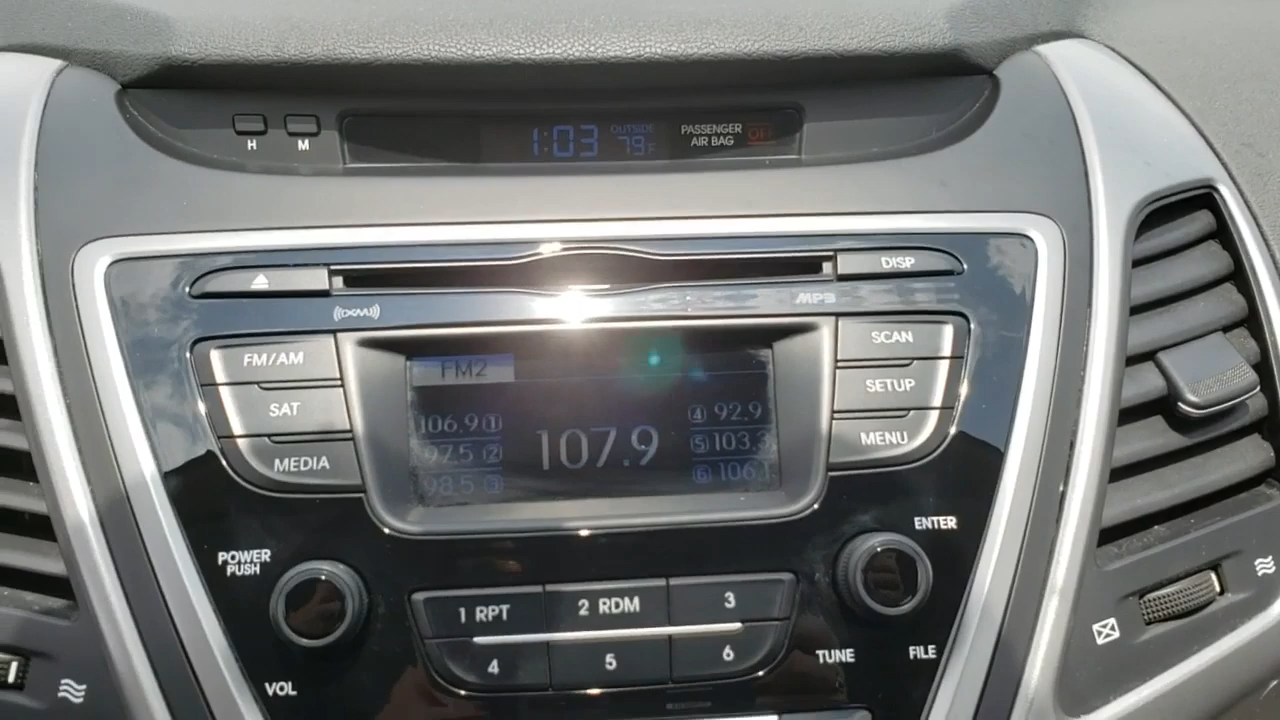 1:03 OUTSIDE 79F PASSENGER AIR BAG OFF
H M
DISP
((XM)) MP3
FM/AM
SAT
MEDIA
SCAN
SETUP
MENU
FM2
106.9 1
97.5 2
98.5 3
107.9
4 92.9
5 103.3
6 106.1
POWER
PUSH
VOL
1 RPT 2 RDM 3
4 5 6
ENTER
TUNE FILE